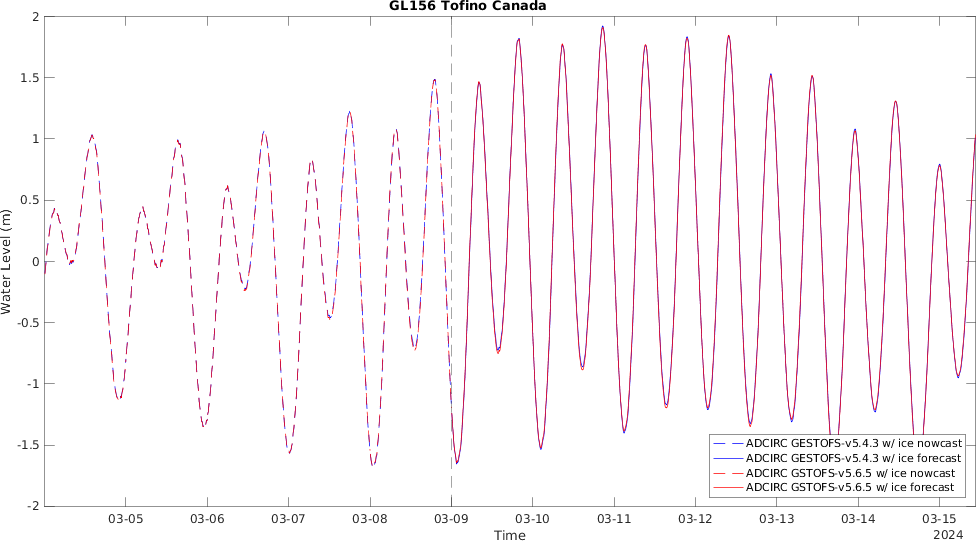 GL156 Tofino Canada
2
1.5
1
0.5
0
-0.5
-1
-1.5
-2
Water Level (m)
ADCIRC GESTOFS-v5.4.3 w/ ice nowcast
ADCIRC GESTOFS-v5.4.3 w/ ice forecast
ADCIRC GSTOFS-v5.6.5 w/ ice nowcast
ADCIRC GSTOFS-v5.6.5 w/ ice forecast
03-05 03-06 03-07 03-08 03-09 03-10 03-11 03-12 03-13 03-14 03-15
Time
2024